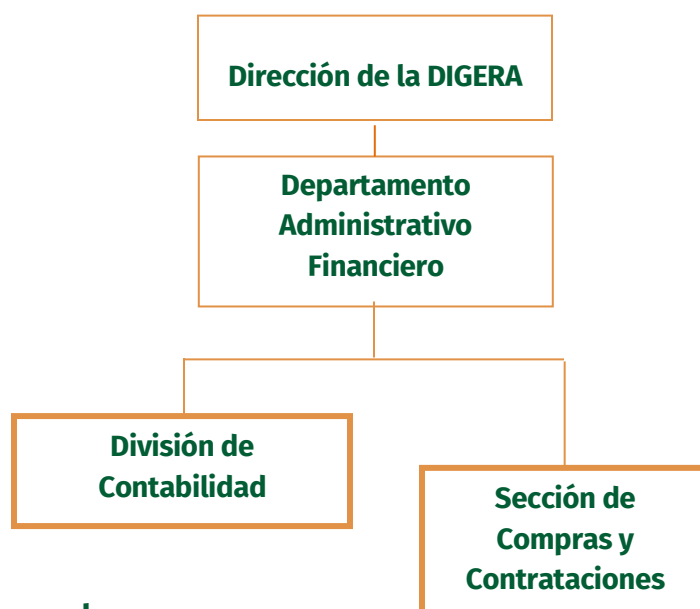 Dirección de la DIGERA
Departamento
Administrativo
Financiero
División de
Contabilidad
Sección de
Compras y
Contrataciones